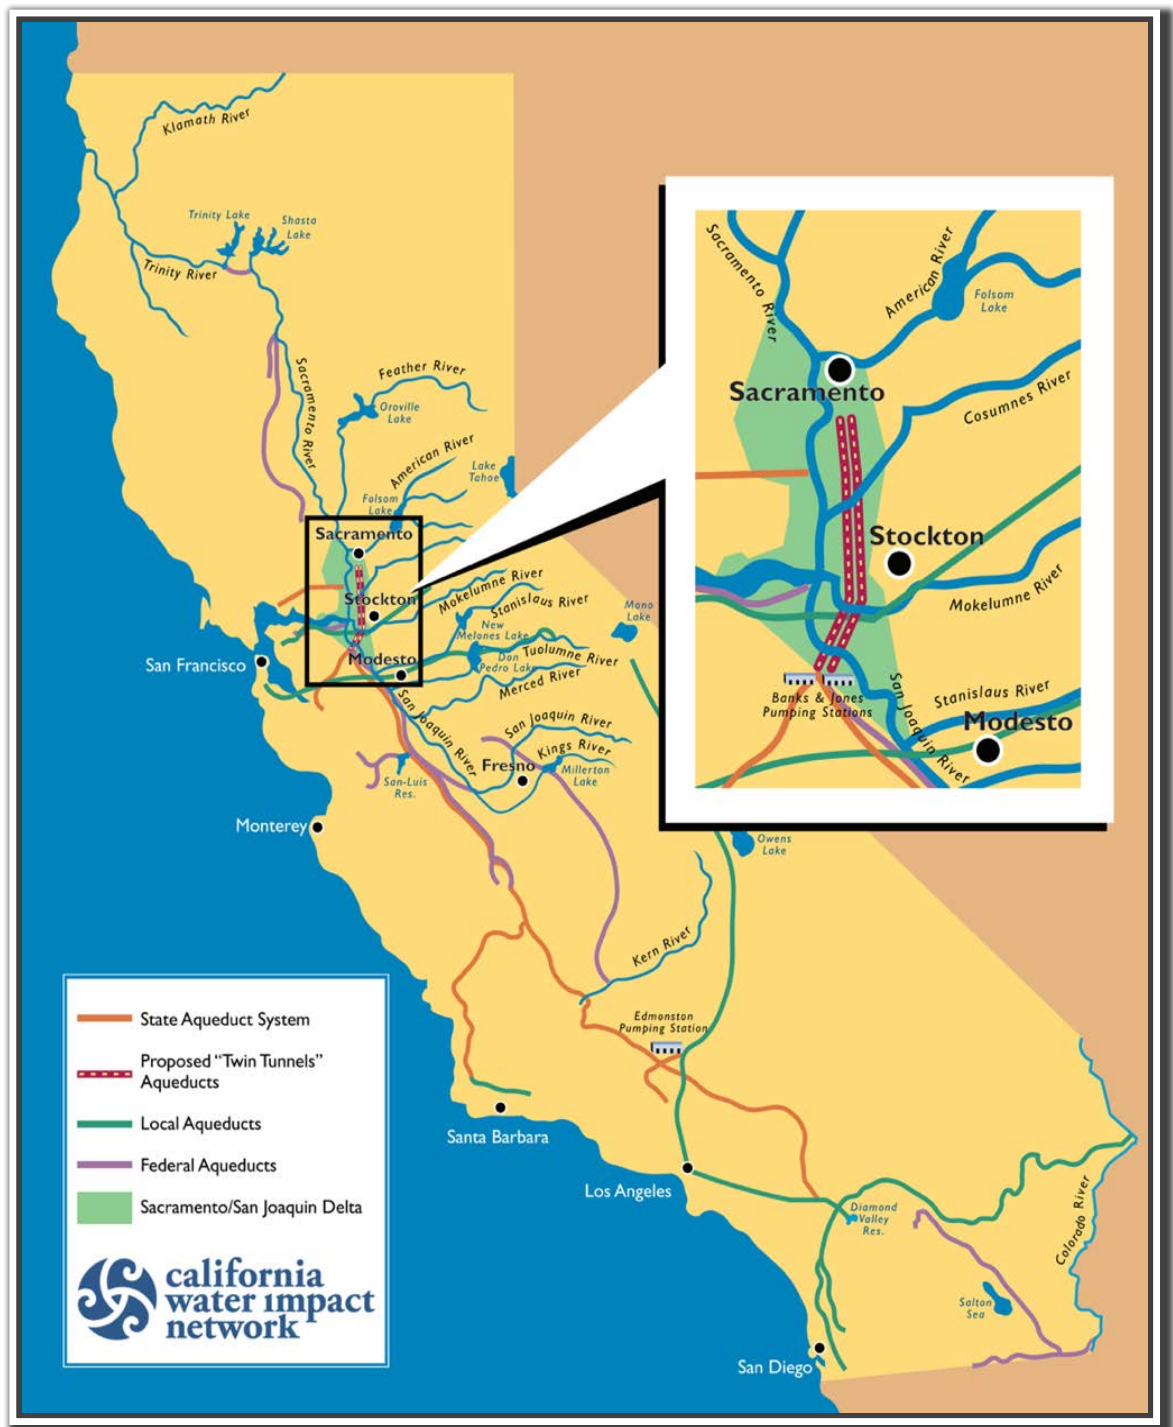 Klamath River
Trinity Lake
Shasta
Lake
Trinity River
Sacramento River
Feather River
Oroville
Lake
American River
Lake
Tahoe
Folsom
Lake
Sacramento
Stockton
Mokelumne River
Stanislaus River
New
Melones Lake
Don
Pedro Lake
Tuolumne River
Mono
Lake
San Francisco
Modesto
Merced River
San Joaquin River
San Joaquin River
Kings River
Fresno
Millerton
Lake
San-Luis
Res.
Monterey
Owens
Lake
Kern River
Edmonston
Pumping Station
Santa Barbara
Los Angeles
Diamond
Valley
Res.
Colorado River
Salton
Sea
San Diego
Sacramento River
American River
Folsom
Lake
Sacramento
Cosumnes River
Stockton
Mokelumne River
Banks & Jones
Pumping Stations
San Joaquin River
Stanislaus River
Modesto
State Aqueduct System
Proposed “Twin Tunnels”
Aqueducts
Local Aqueducts
Federal Aqueducts
Sacramento/San Joaquin Delta
california
water impact
network